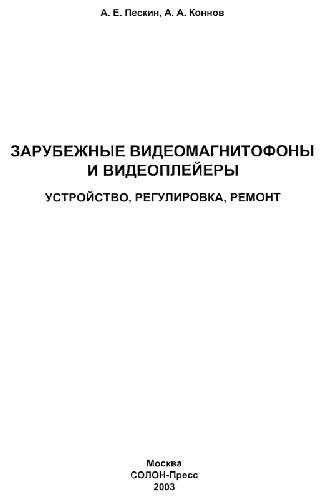 А. Е. Пескин, А. А. Коннов
ЗАРУБЕЖНЫЕ ВИДЕОМАГНИТОФОНЫ
И ВИДЕОПЛЕЙЕРЫ
УСТРОЙСТВО, РЕГУЛИРОВКА, РЕМОНТ
Москва
СОЛОН-Пресс
2003